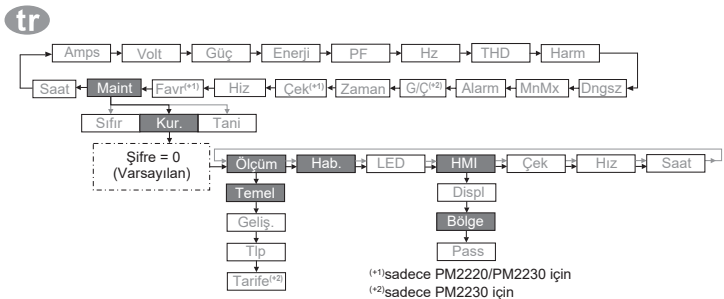 tr
Amps Volt Güç Enerji PF Hz THD Harm
Saat Maint Favr(+1) Hiz Çek(+1) Zaman G/Ç(+2) Alarm MnMx Dngsz
Sıfır Kur. Tani
Şifre = 0
(Varsayılan)
Ölçüm Hab. LED HMI Çek Hız Saat
Temel Displ
Geliş. Bölge
Tlp Pass
Tarife(+2)
(+1)sadece PM2220/PM2230 için
(+2)sadece PM2230 için